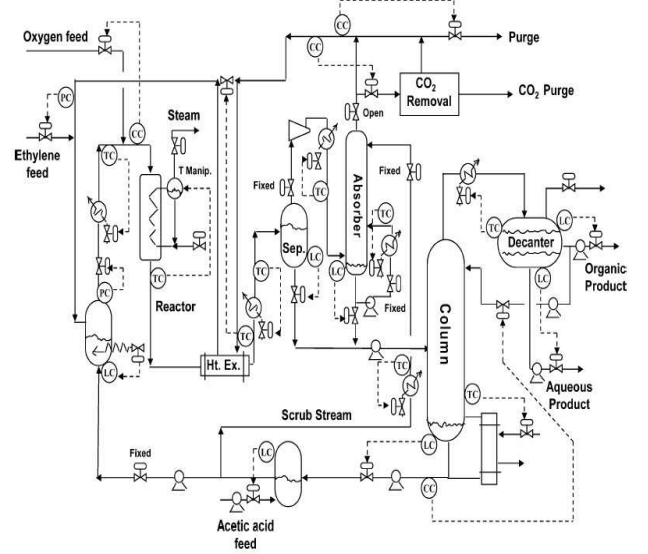 CC
Oxygen feed
CC
Purge
PC
CO2
Removal
CO2 Purge
Steam
Open
CC
Ethylene
feed
TC
T Manip.
Fixed
Absorber
Fixed
TC
TC
Sep.
TC
LC
Decanter
LC
LC
TC
TC
LC
Organic
Product
PC
Reactor
Fixed
Column
TC
Ht. Ex.
TC
LC
TC
Aqueous
Product
Scrub Stream
LC
Fixed
LC
CC
Acetic acid
feed